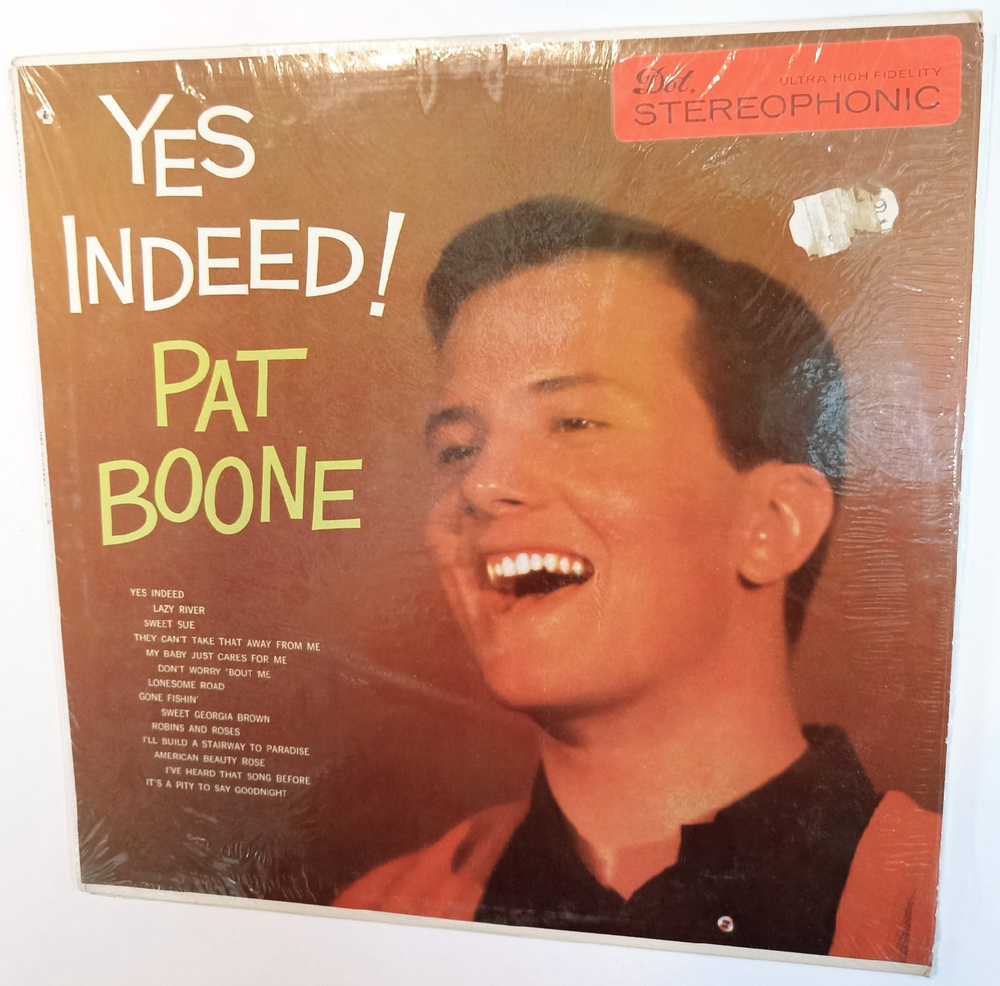 YES
INDEED!
PAT
BOONE
Dot.
ULTRA HIGH FIDELITY
STEREOPHONIC
YES INDEED
LAZY RIVER
SWEET SUE
THEY CAN'T TAKE THAT AWAY FROM ME
MY BABY JUST CARES FOR ME
DON'T WORRY 'BOUT ME
LONESOME ROAD
GONE FISHIN'
SWEET GEORGIA BROWN
ROBINS AND ROSES
I'LL BUILD A STAIRWAY TO PARADISE
AMERICAN BEAUTY ROSE
I'VE HEARD THAT SONG BEFORE
IT'S A PITY TO SAY GOODNIGHT